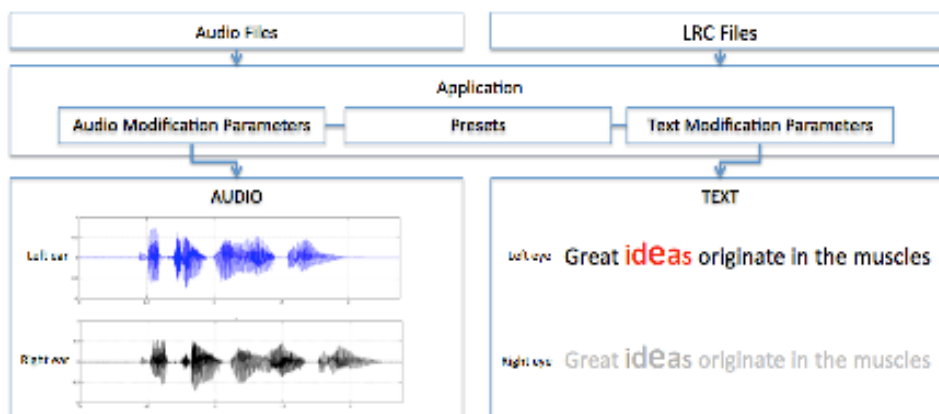 Audio Files
LRC Files
Application
Audio Modification Parameters
Presets
Text Modification Parameters
AUDIO
Left ear
Right ear
TEXT
Left eye Great ideas originate in the muscles
Right eye Great ideas originate in the muscles